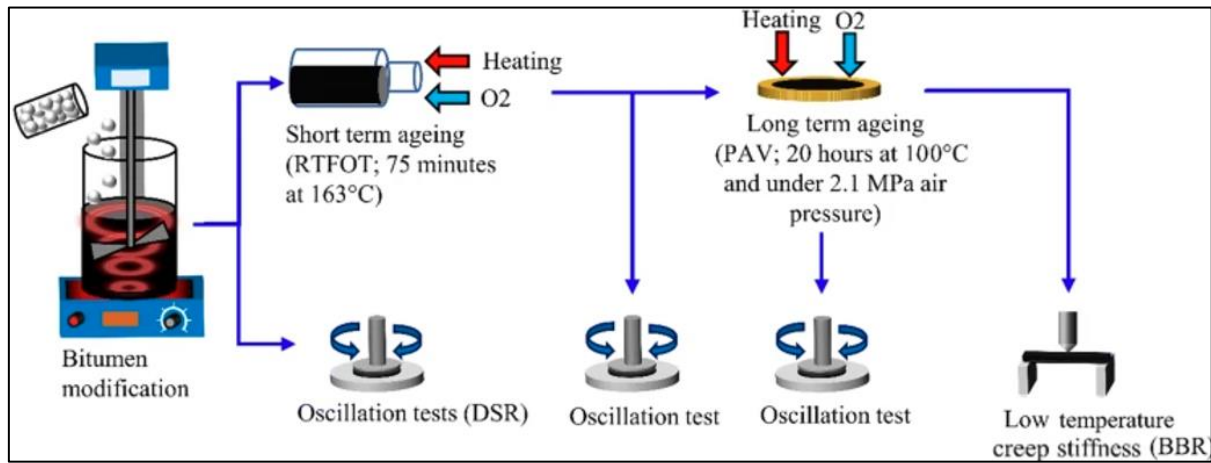 Heating
O2
Short term ageing
(RTFOT; 75 minutes
at 163°C)
Heating O2
Long term ageing
(PAV; 20 hours at 100°C
and under 2.1 MPa air
pressure)
Bitumen
modification
Oscillation tests (DSR)
Oscillation test
Oscillation test
Low temperature
creep stiffness (BBR)